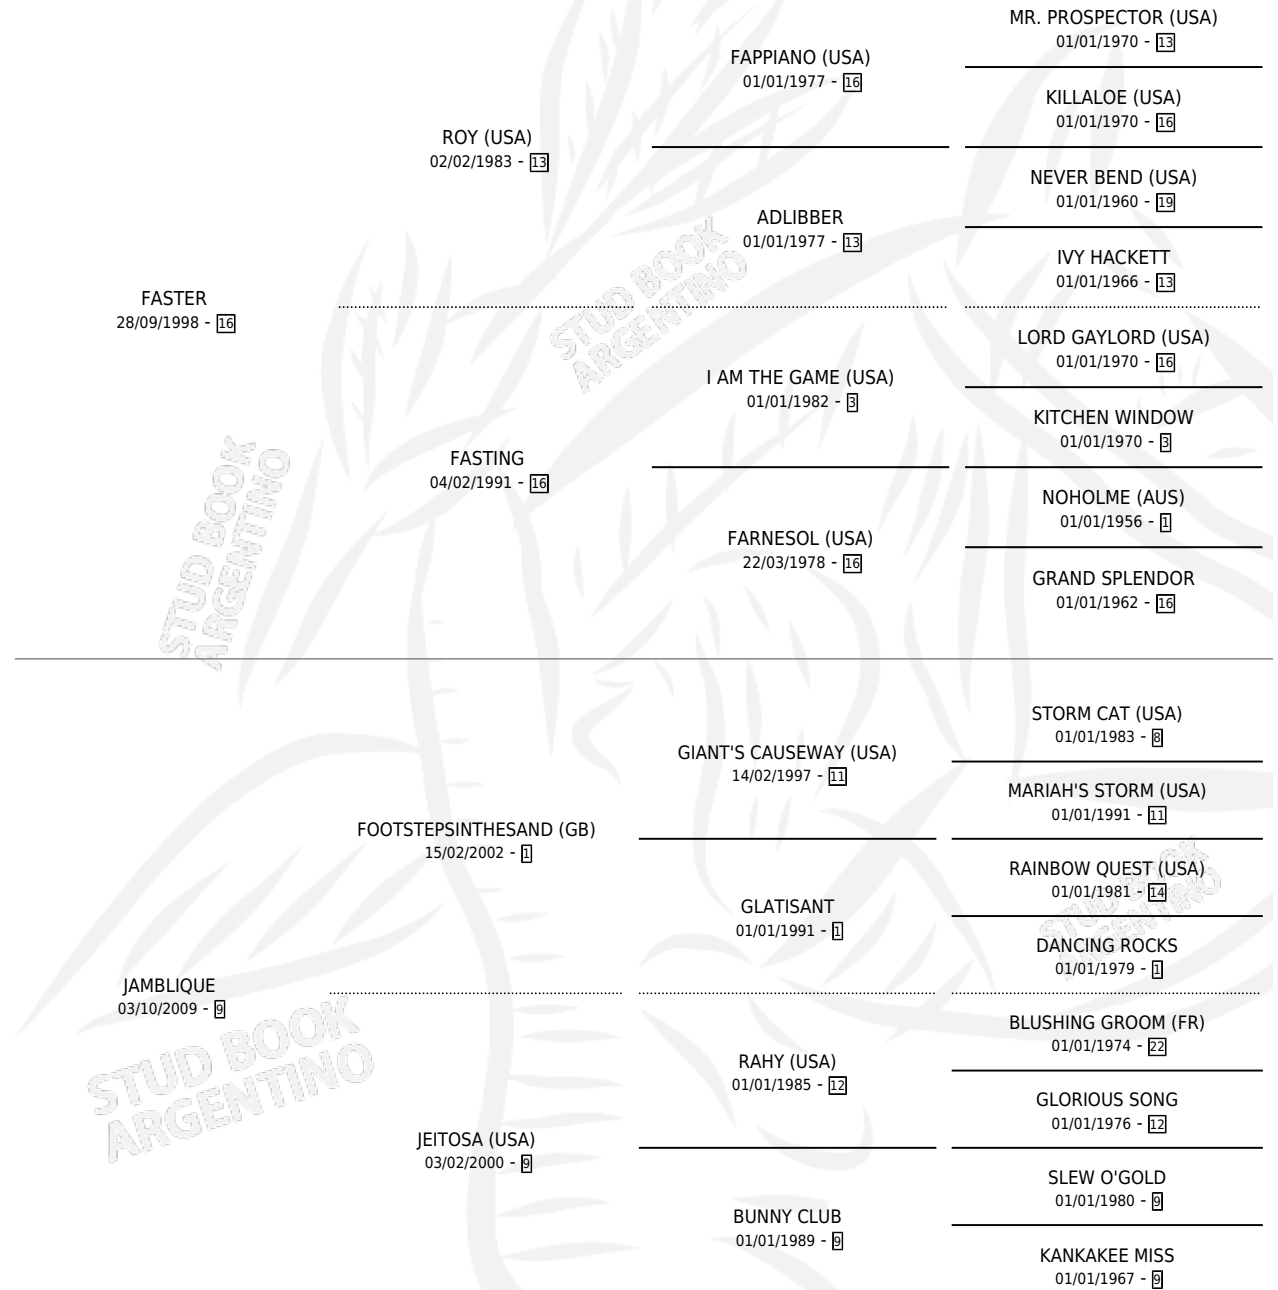 MR. PROSPECTOR (USA)
01/01/1970 - 13
FAPPIANO (USA)
01/01/1977 - 16
KILLALOE (USA)
01/01/1970 - 16
ROY (USA)
02/02/1983 - 13
NEVER BEND (USA)
01/01/1960 - 19
ADLIBBER
01/01/1977 - 13
IVY HACKETT
01/01/1966 - 13
FASTER
28/09/1998 - 16
LORD GAYLORD (USA)
01/01/1970 - 16
I AM THE GAME (USA)
01/01/1982 - 3
KITCHEN WINDOW
01/01/1970 - 3
FASTING
04/02/1991 - 16
NOHOLME (AUS)
01/01/1956 - 1
FARNESOL (USA)
22/03/1978 - 16
GRAND SPLENDOR
01/01/1962 - 16
STORM CAT (USA)
01/01/1983 - 8
GIANT'S CAUSEWAY (USA)
14/02/1997 - 11
MARIAH'S STORM (USA)
01/01/1991 - 11
FOOTSTEPSINTHESAND (GB)
15/02/2002 - 1
RAINBOW QUEST (USA)
01/01/1981 - 14
GLATISANT
01/01/1991 - 1
DANCING ROCKS
01/01/1979 - 1
JAMBLIQUE
03/10/2009 - 9
BLUSHING GROOM (FR)
01/01/1974 - 22
RAHY (USA)
01/01/1985 - 12
GLORIOUS SONG
01/01/1976 - 12
JEITOSA (USA)
03/02/2000 - 9
SLEW O'GOLD
01/01/1980 - 9
BUNNY CLUB
01/01/1989 - 9
KANKAKEE MISS
01/01/1967 - 9
STUD BOOK
ARGENTINO
STUD BOOK
ARGENTINO
STUD BOOK
ARGENTINO
STUD BOOK
ARGENTINO